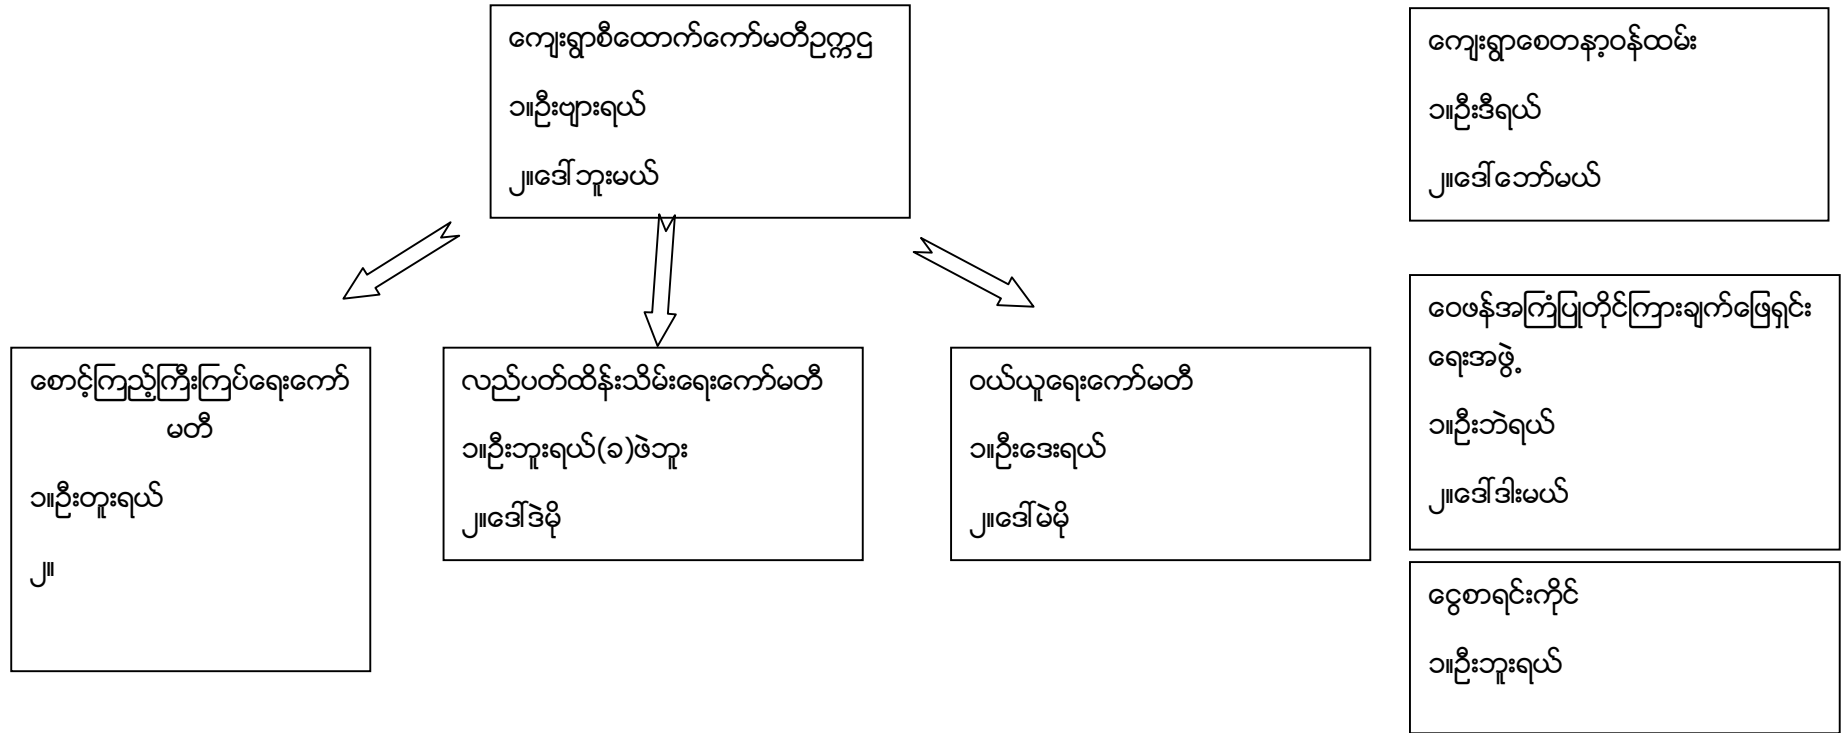 ကျေးရွာစီထောက်ကော်မတီဥက္ကဌ
၁။ဦးဗျားရယ်
၂။ဒေါ်ဘူးမယ်
ကျေးရွာစေတနာ့ဝန်ထမ်း
၁။ဦးဒီရယ်
၂။ဒေါ်ဘော်မယ်
စောင့်ကြည့်ကြီးကြပ်ရေးကော်
မတီ
၁။ဦးတူးရယ်
၂။
လည်ပတ်ထိန်းသိမ်းရေးကော်မတီ
၁။ဦးဘူးရယ်(ခ)ဖဲဘူး
၂။ဒေါ်ဒဲမို
ဝယ်ယူရေးကော်မတီ
၁။ဦးဒေးရယ်
၂။ဒေါ်မဲမို
ဝေဖန်အကြံပြုတိုင်ကြားချက်ဖြေရှင်း
ရေးအဖွဲ့
၁။ဦးဘဲရယ်
၂။ဒေါ်ဒါးမယ်
ငွေစာရင်းကိုင်
၁။ဦးဘူးရယ်